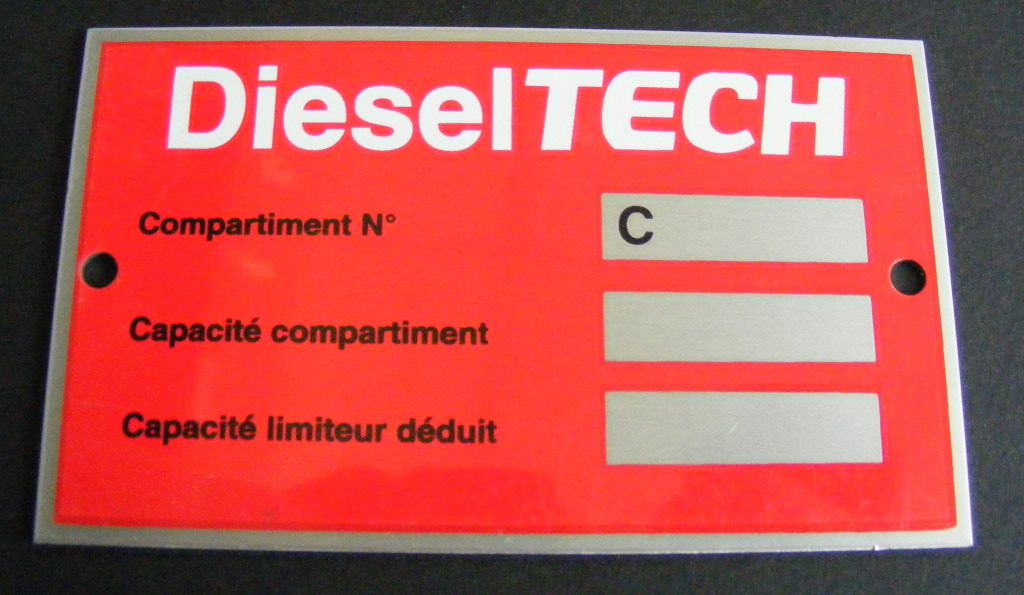 DieselTECH
Compartiment N° C
Capacité compartiment
Capacité limiteur déduit